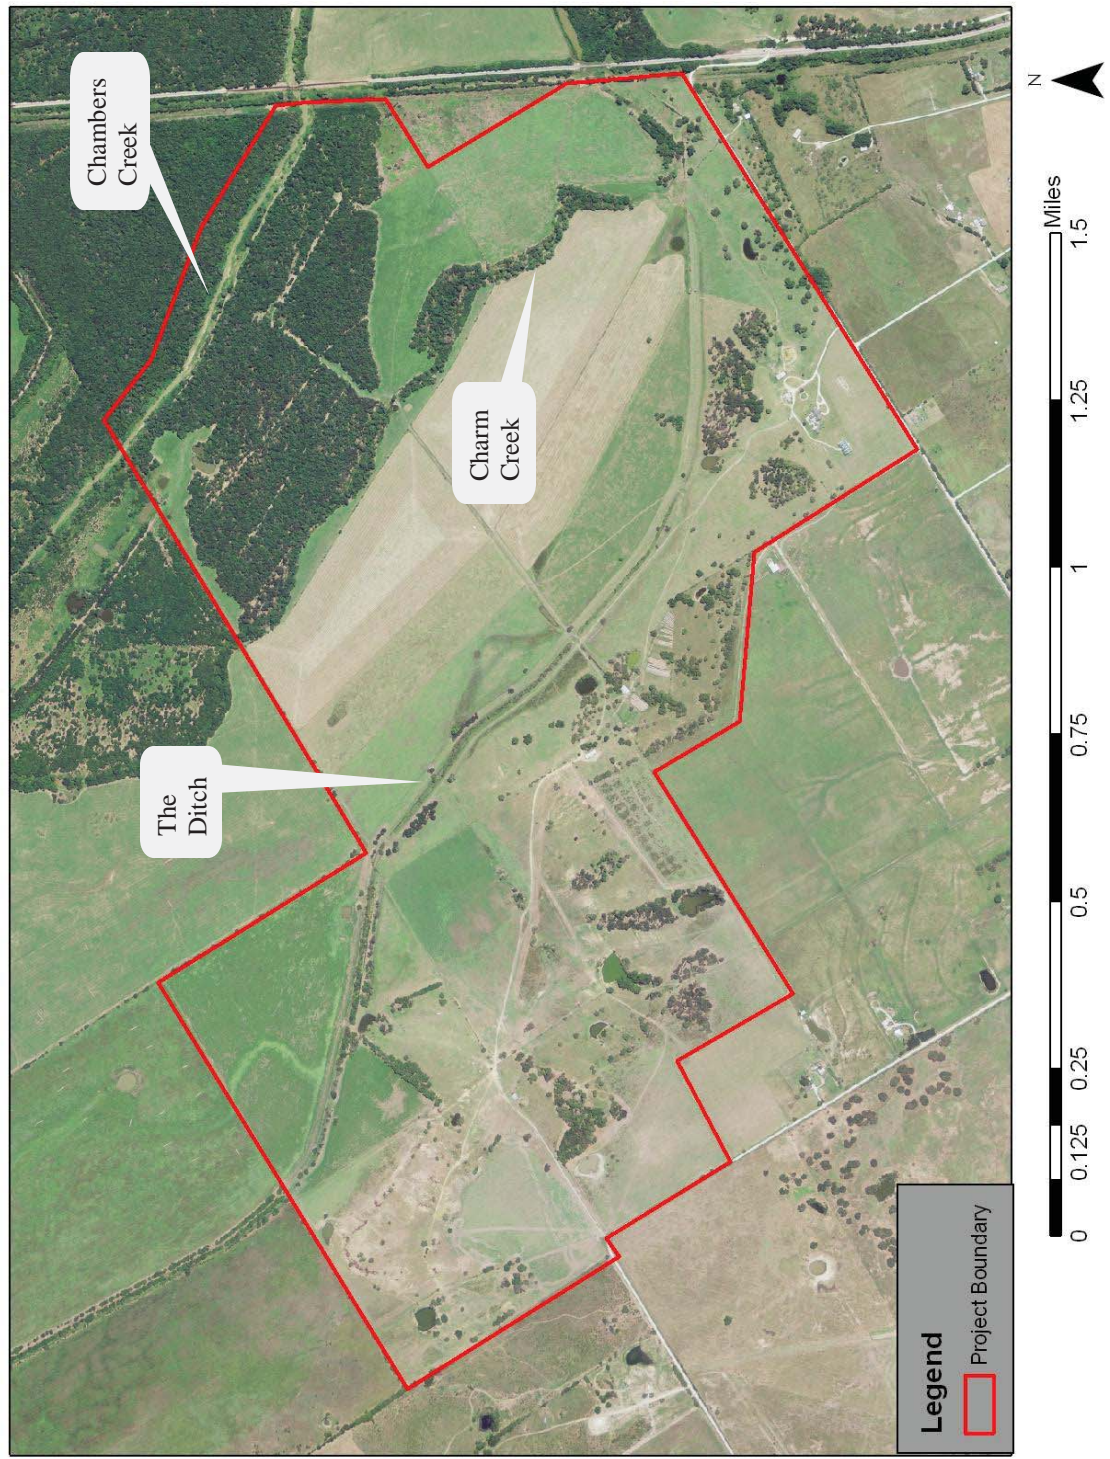 Chambers
Creek
Charm
Creek
The
Ditch
N
Miles
0
0.125
0.25
0.5
0.75
1
1.25
1.5
Legend
Project Boundary